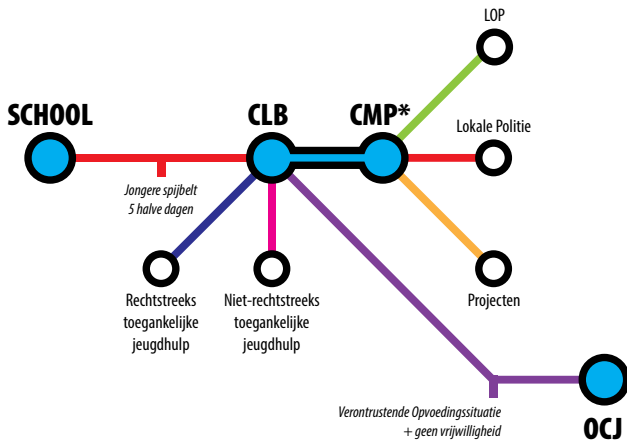 LOP
SCHOOL
CLB
CMP*
Lokale Politie
Jongere spijbelt
5 halve dagen
Rechtstreeks
toegankelijke
jeugdhulp
Niet-rechtstreeks
toegankelijke
jeugdhulp
Projecten
Verontrustende Opvoedingssituatie
+ geen vrijwilligheid
OCJ